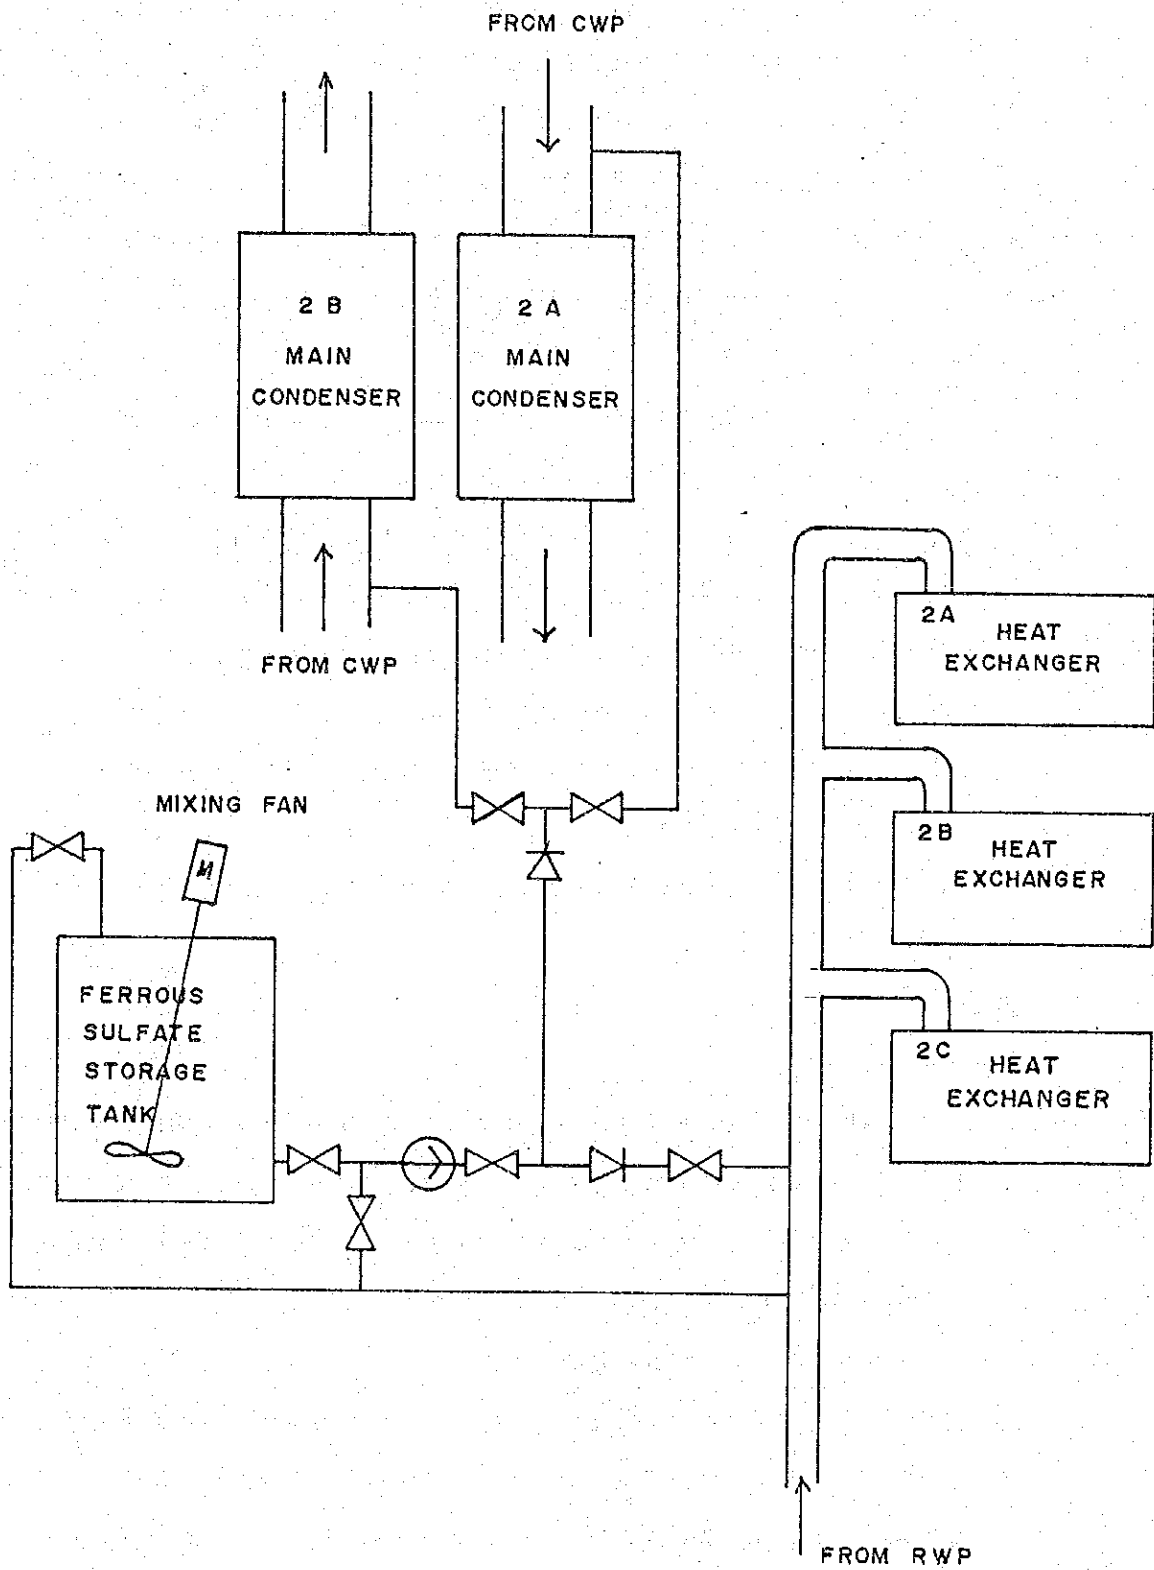 FROM CWP
2 B
MAIN
CONDENSER
2 A
MAIN
CONDENSER
FROM CWP
2A
HEAT
EXCHANGER
MIXING FAN
M
2B
HEAT
EXCHANGER
FERROUS
SULFATE
STORAGE
TANK
2C
HEAT
EXCHANGER
FROM RWP